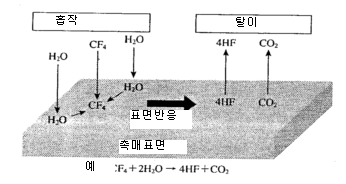 흡착 탈이
CF₄ H₂O 4HF CO₂
H₂O
H₂O
CF₄ 4HF CO₂
H₂O 표면반응
촉매표면
예 CF₄+2H₂O → 4HF+CO₂